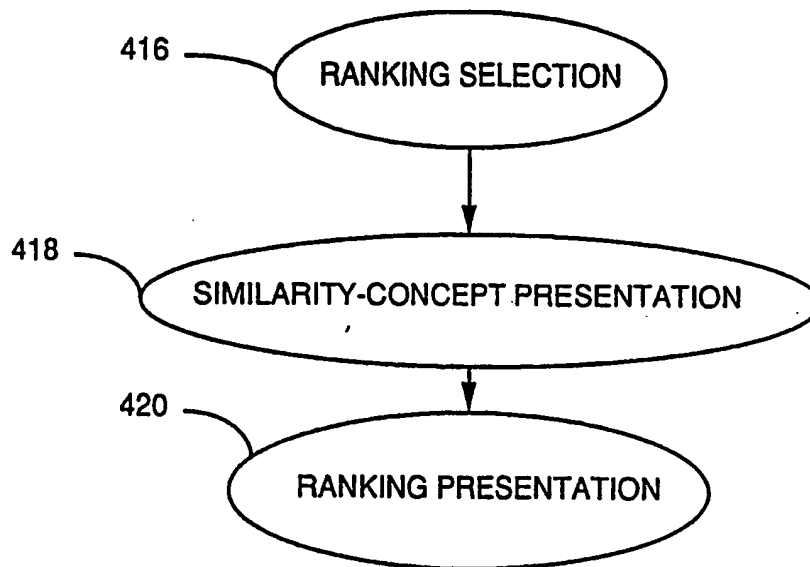 416
RANKING SELECTION
418
SIMILARITY-CONCEPT PRESENTATION
420
RANKING PRESENTATION